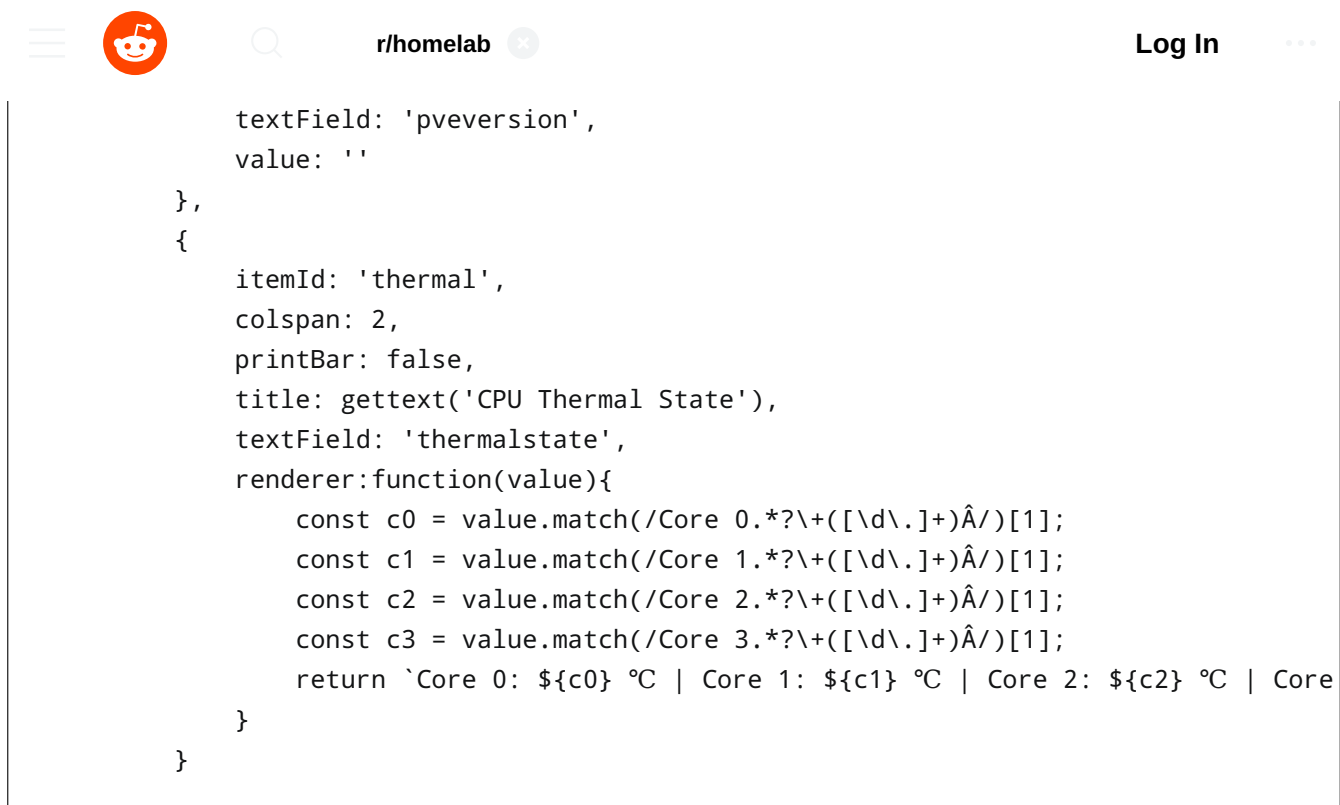 r/homelab
Log In
textField: 'pveversion',
value: ''
},
{
itemId: 'thermal',
colspan: 2,
printBar: false,
title: gettext('CPU Thermal State'),
textField: 'thermalstate',
renderer:function(value){
const c0 = value.match(/Core 0.*?\+([\d\.]+)Â/)[1];
const c1 = value.match(/Core 1.*?\+([\d\.]+)Â/)[1];
const c2 = value.match(/Core 2.*?\+([\d\.]+)Â/)[1];
const c3 = value.match(/Core 3.*?\+([\d\.]+)Â/)[1];
return `Core 0: ${c0} ℃ | Core 1: ${c1} ℃ | Core 2: ${c2} ℃ | Core
}
}